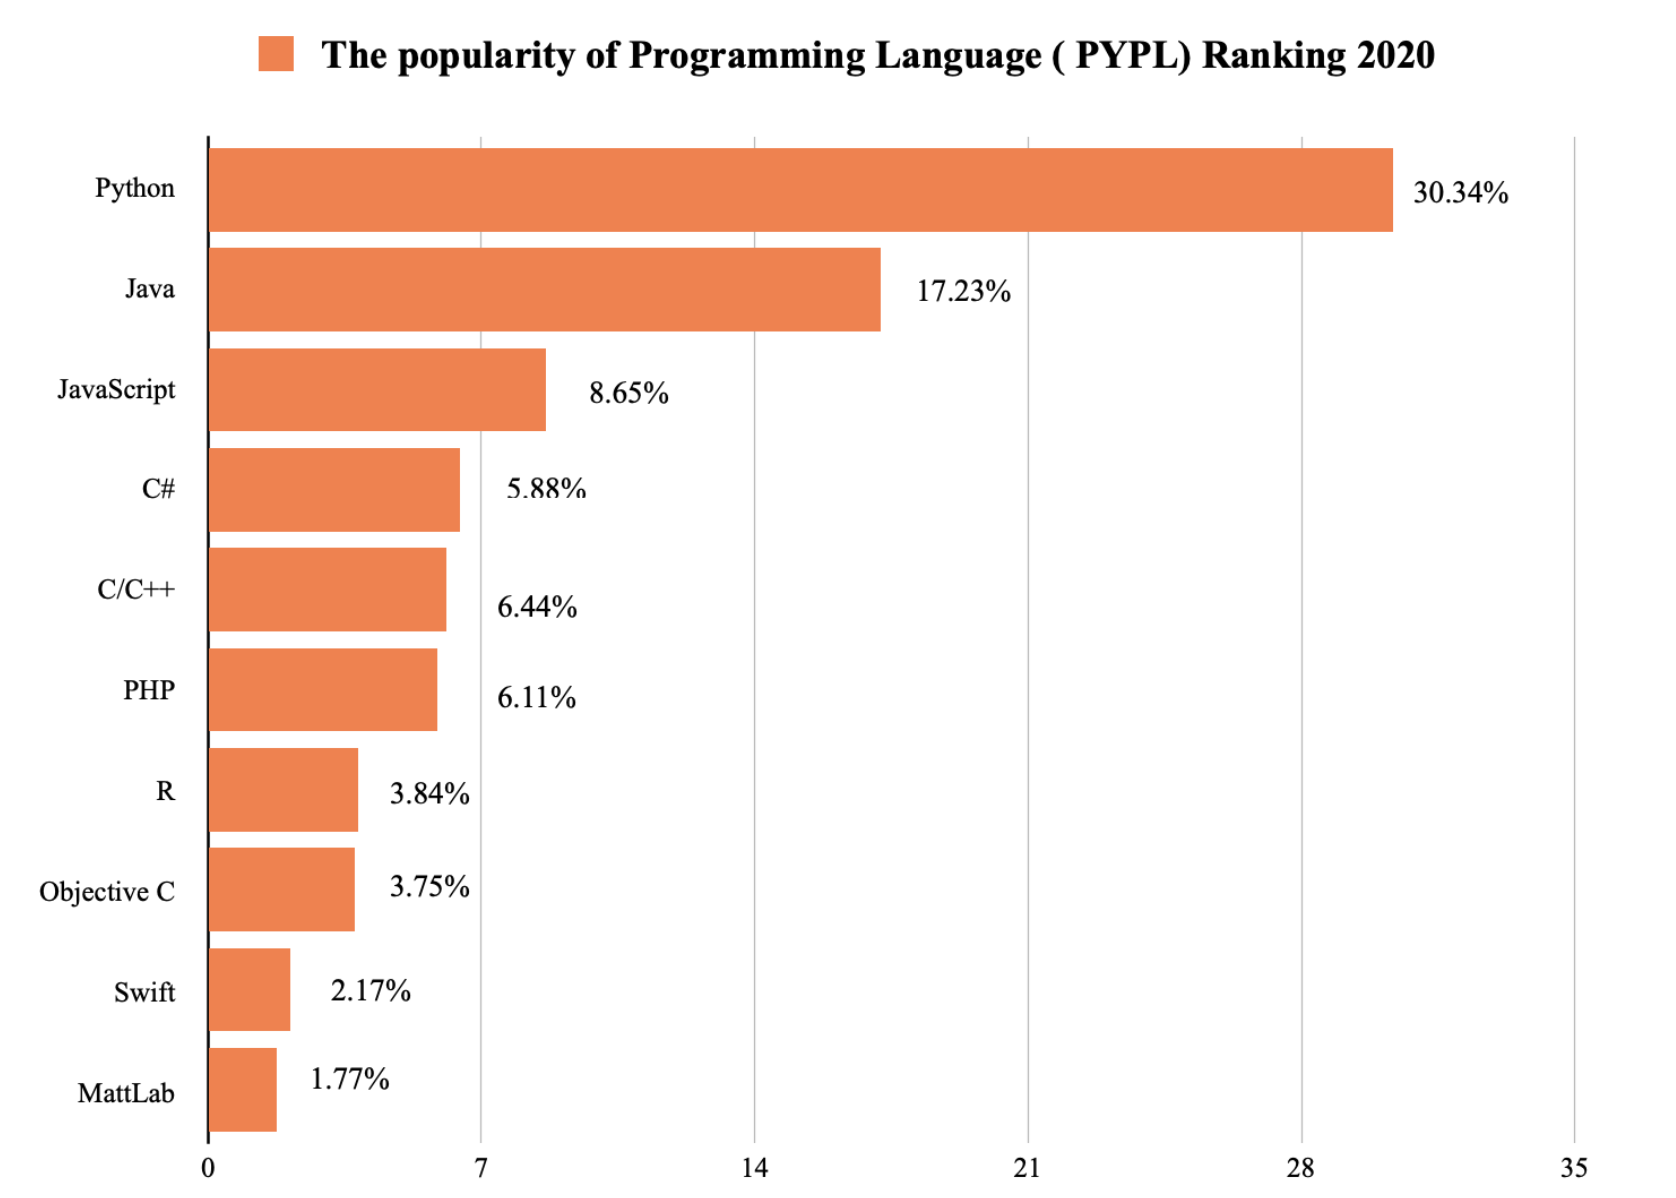 The popularity of Programming Language ( PYPL) Ranking 2020
Python 30.34%
Java 17.23%
JavaScript 8.65%
C# 5.88%
C/C++ 6.44%
PHP 6.11%
R 3.84%
Objective C 3.75%
Swift 2.17%
MattLab 1.77%
0 7 14 21 28 35